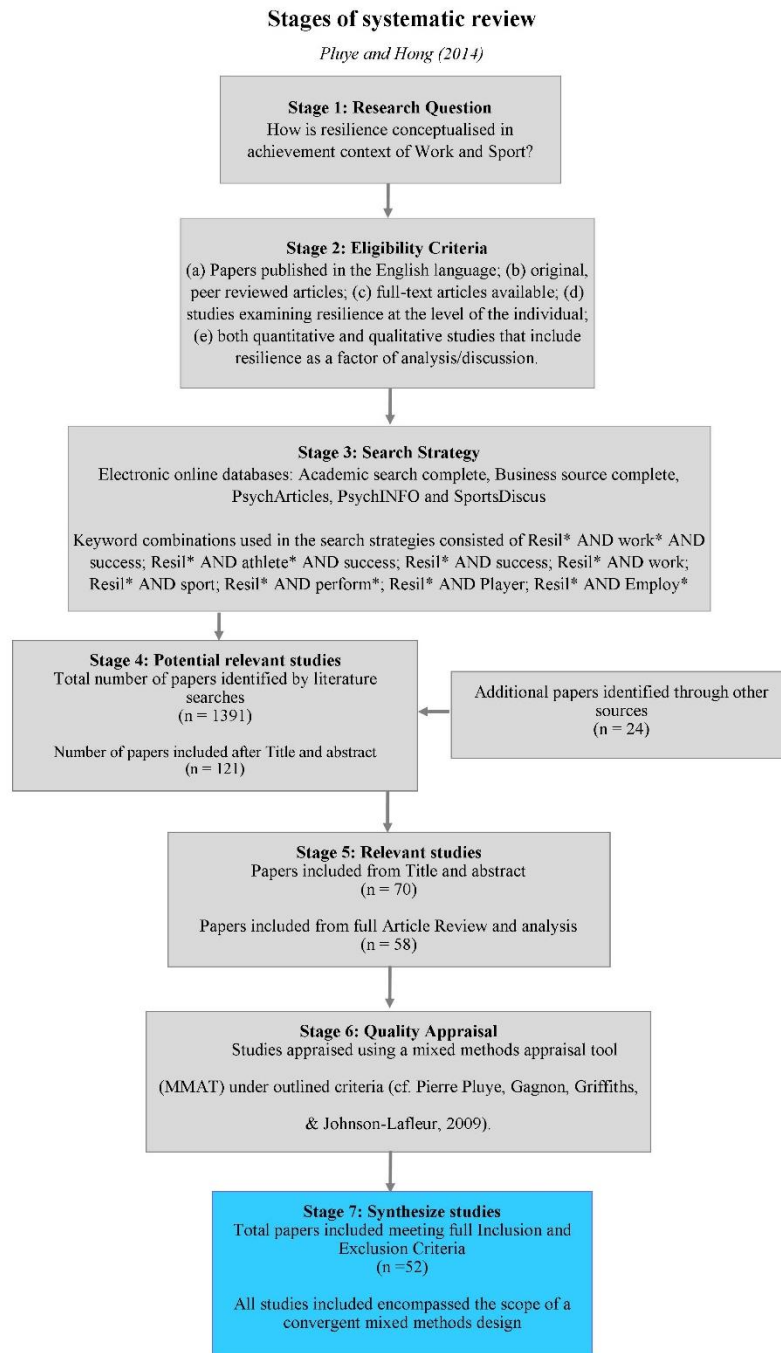 Stages of systematic review
Pluye and Hong (2014)
Stage 1: Research Question
How is resilience conceptualised in
achievement context of Work and Sport?
Stage 2: Eligibility Criteria
(a) Papers published in the English language; (b) original,
peer reviewed articles; (c) full-text articles available; (d)
studies examining resilience at the level of the individual;
(e) both quantitative and qualitative studies that include
resilience as a factor of analysis/discussion.
Stage 3: Search Strategy
Electronic online databases: Academic search complete, Business source complete,
PsychArticles, PsychINFO and SportsDiscus
Keyword combinations used in the search strategies consisted of Resil* AND work* AND
success; Resil* AND athlete* AND success; Resil* AND success; Resil* AND work;
Resil* AND sport; Resil* AND perform*; Resil* AND Player; Resil* AND Employ*
Stage 4: Potential relevant studies
Total number of papers identified by literature
searches
(n = 1391)
Number of papers included after Title and abstract
(n = 121)
Additional papers identified through other
sources
(n = 24)
Stage 5: Relevant studies
Papers included from Title and abstract
(n = 70)
Papers included from full Article Review and analysis
(n = 58)
Stage 6: Quality Appraisal
Studies appraised using a mixed methods appraisal tool
(MMAT) under outlined criteria (cf. Pierre Pluye, Gagnon, Griffiths,
& Johnson-Lafleur, 2009).
Stage 7: Synthesize studies
Total papers included meeting full Inclusion and
Exclusion Criteria
(n =52)
All studies included encompassed the scope of a
convergent mixed methods design